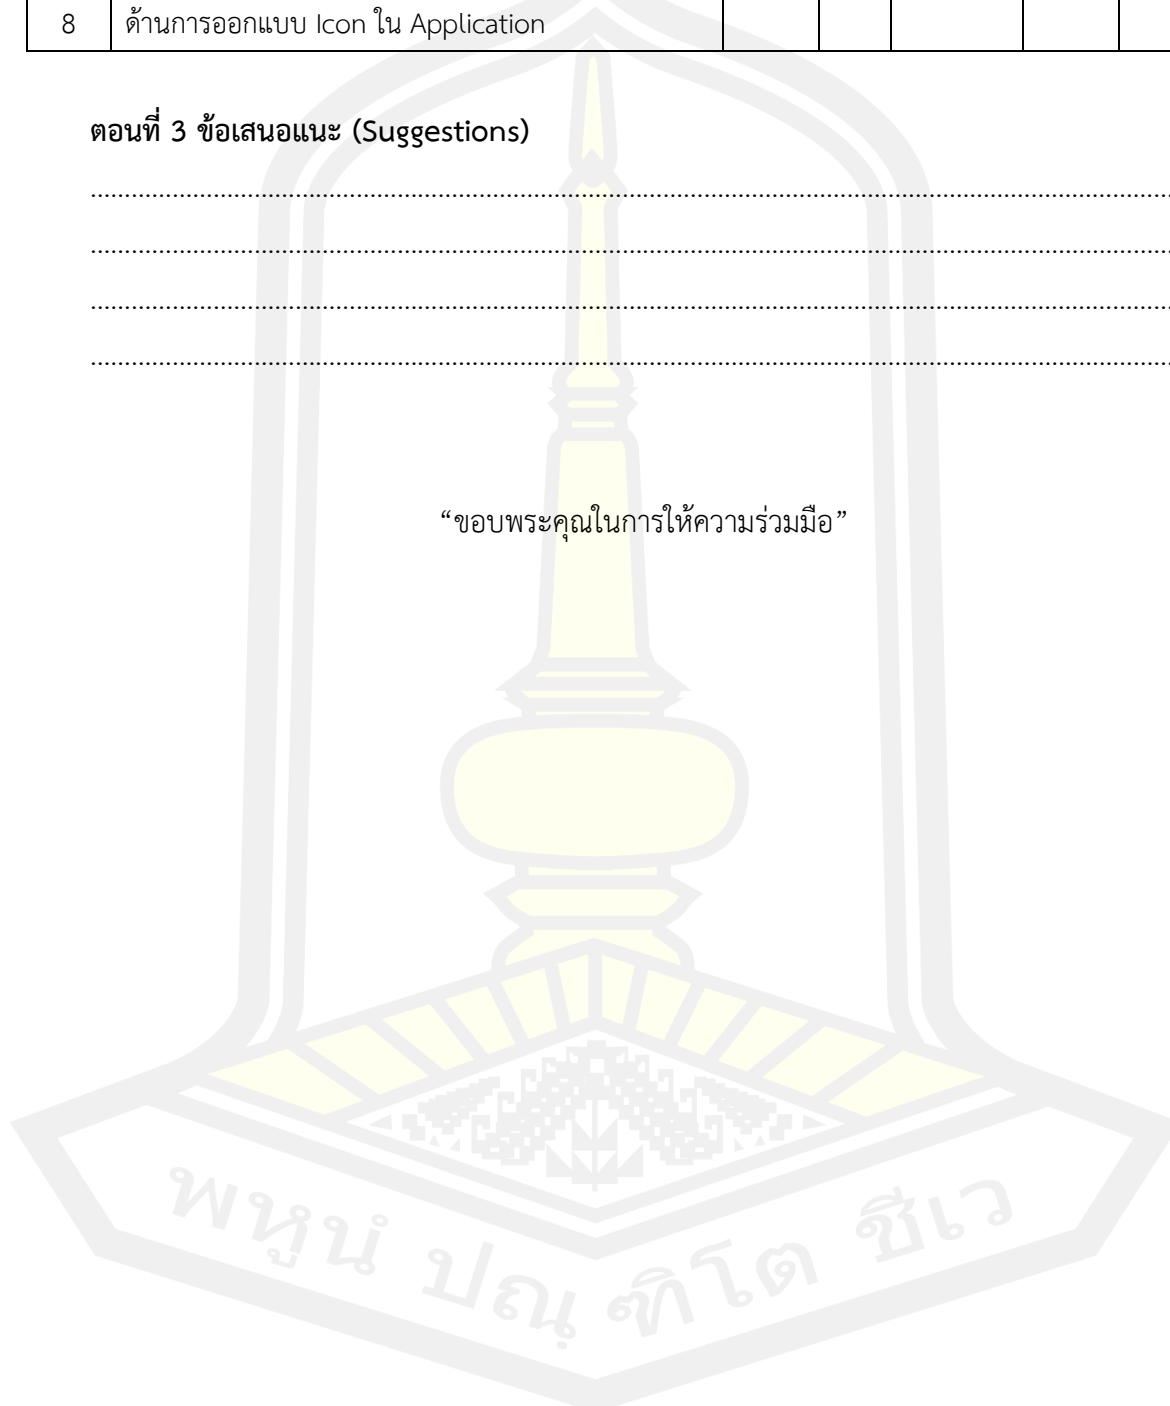 8 ด้านการออกแบบ Icon ใน Application
ตอนที่ 3 ข้อเสนอแนะ (Suggestions)
................................................................................
................................................................................
................................................................................
................................................................................
“ขอบพระคุณในการให้ความร่วมมือ”
พหูนํ ปณฺฑิโต ชีเว